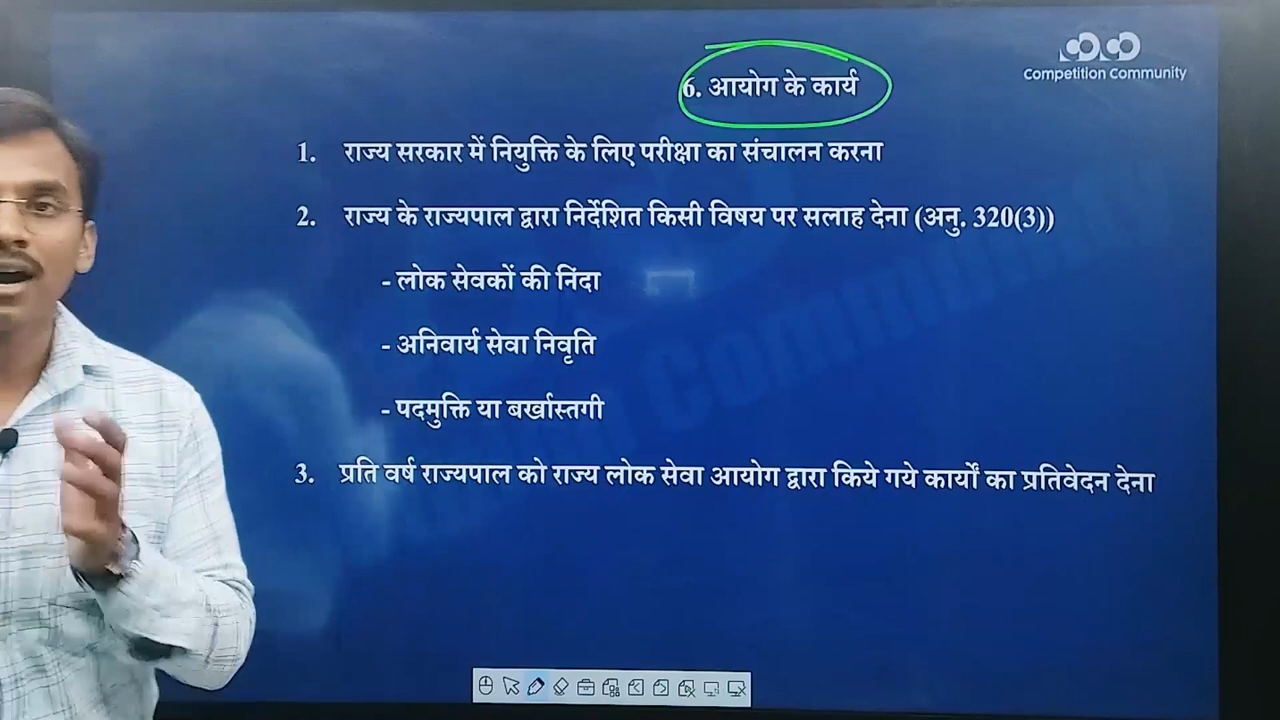 Competition Community
6. आयोग के कार्य
1. राज्य सरकार में नियुक्ति के लिए परीक्षा का संचालन करना
2. राज्य के राज्यपाल द्वारा निर्देशित किसी विषय पर सलाह देना (अनु. 320(3))
- लोक सेवकों की निंदा
- अनिवार्य सेवा निवृति
- पदमुक्ति या बर्खास्तगी
3. प्रति वर्ष राज्यपाल को राज्य लोक सेवा आयोग द्वारा किये गये कार्यों का प्रतिवेदन देना
Community